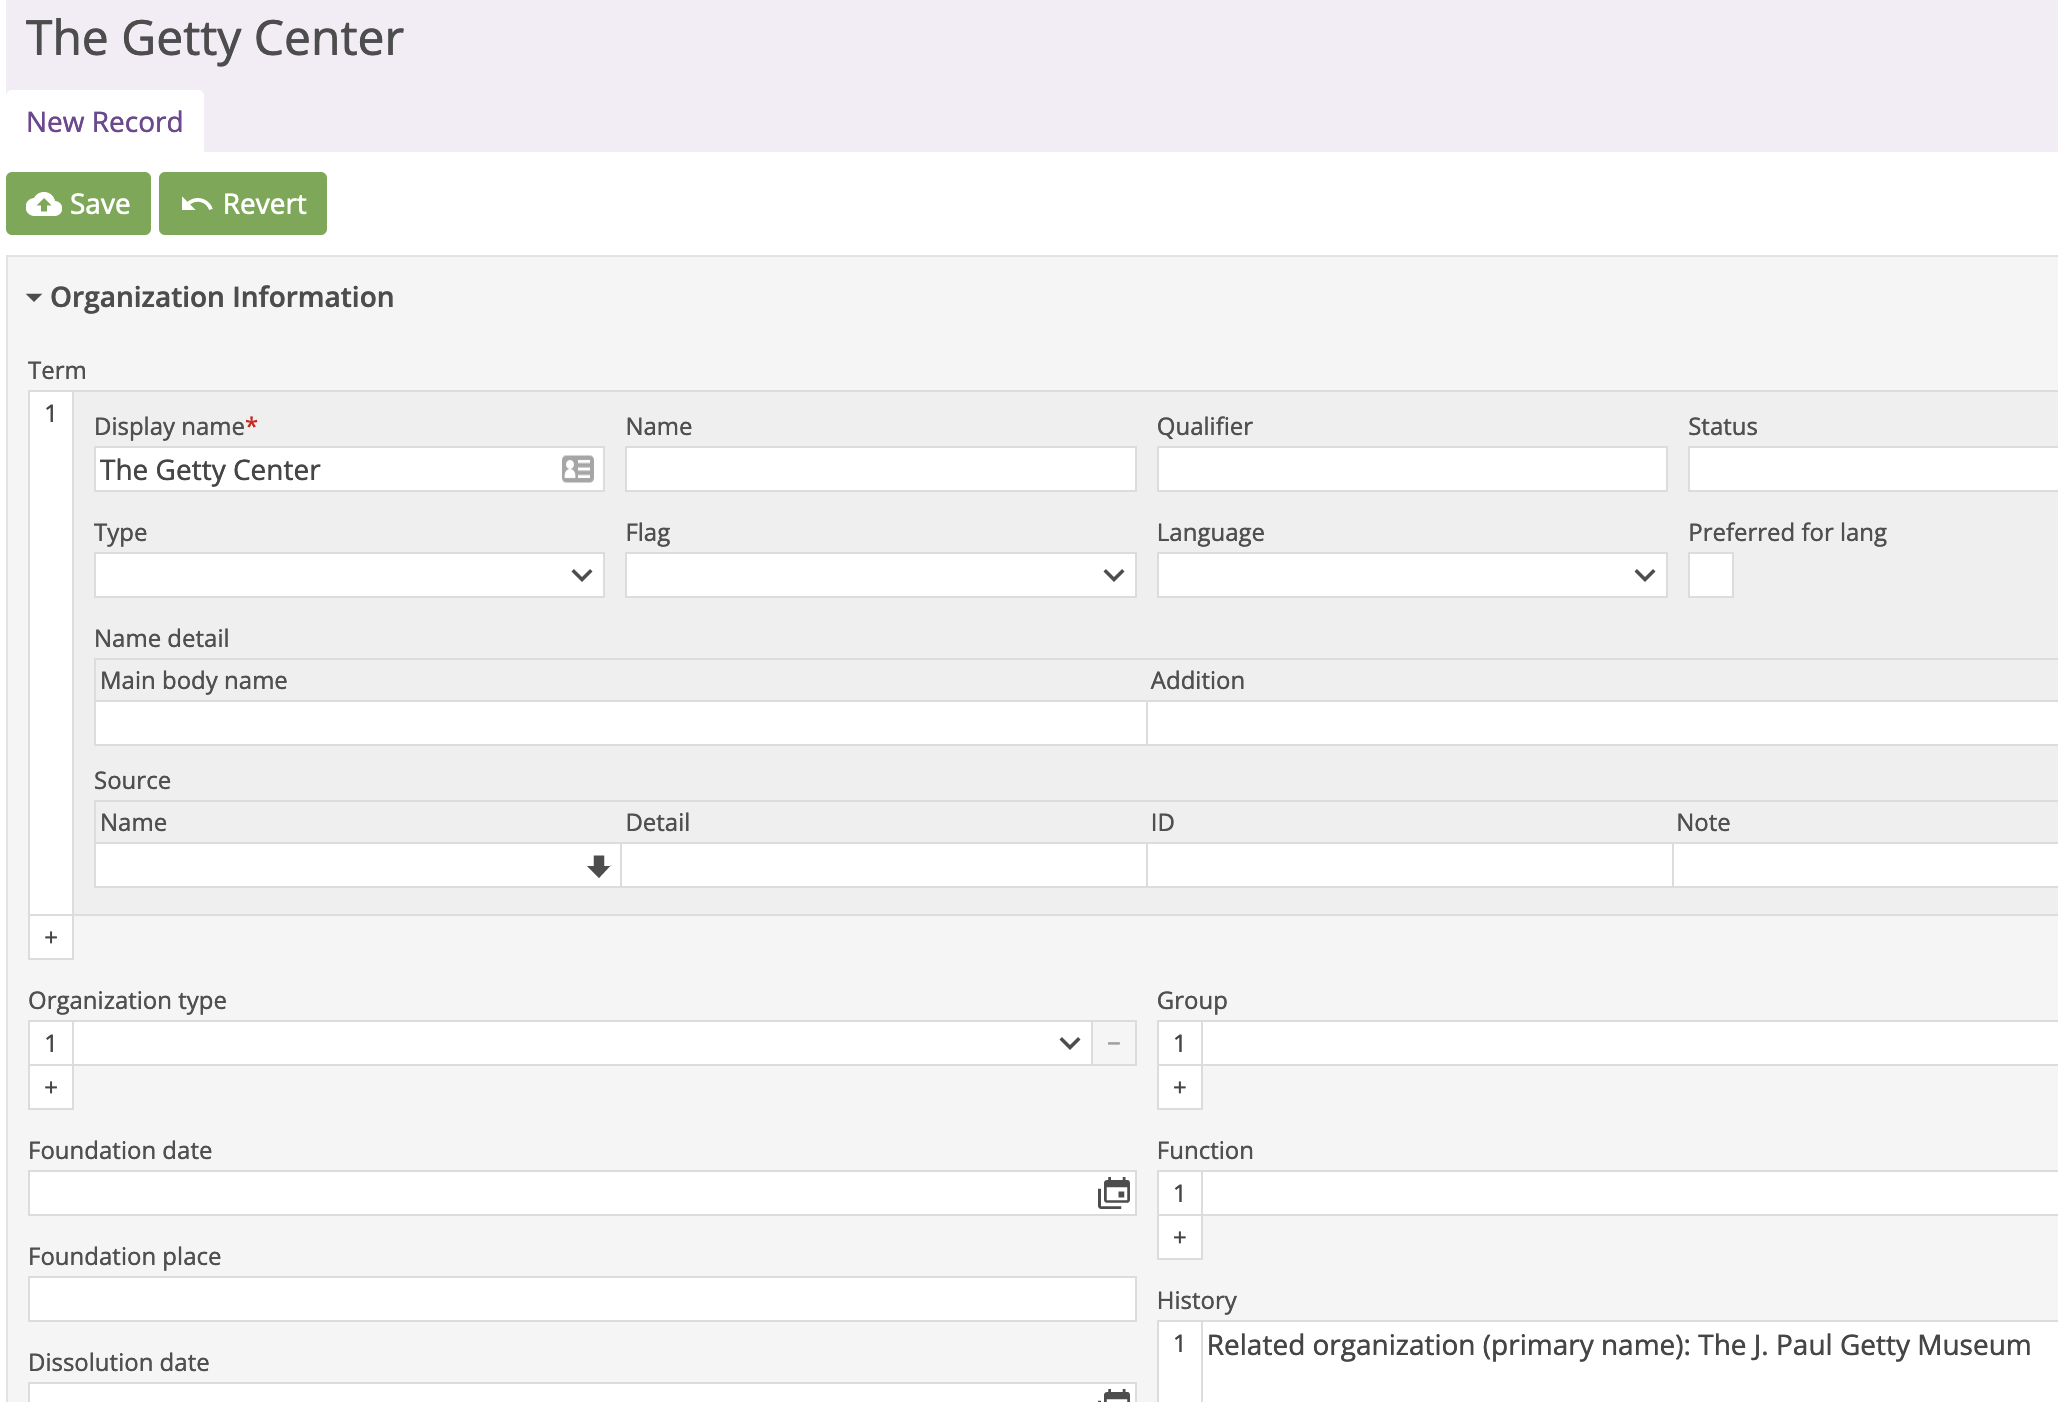 The Getty Center
New Record
Save Revert
Organization Information
Term
1
Display name* Name Qualifier Status
The Getty Center
Type Flag Language Preferred for lang
Name detail
Main body name Addition
Source
Name Detail ID Note
+
Organization type Group
1 – 1
+ +
Foundation date Function
1
+
Foundation place
History
1 Related organization (primary name): The J. Paul Getty Museum
Dissolution date